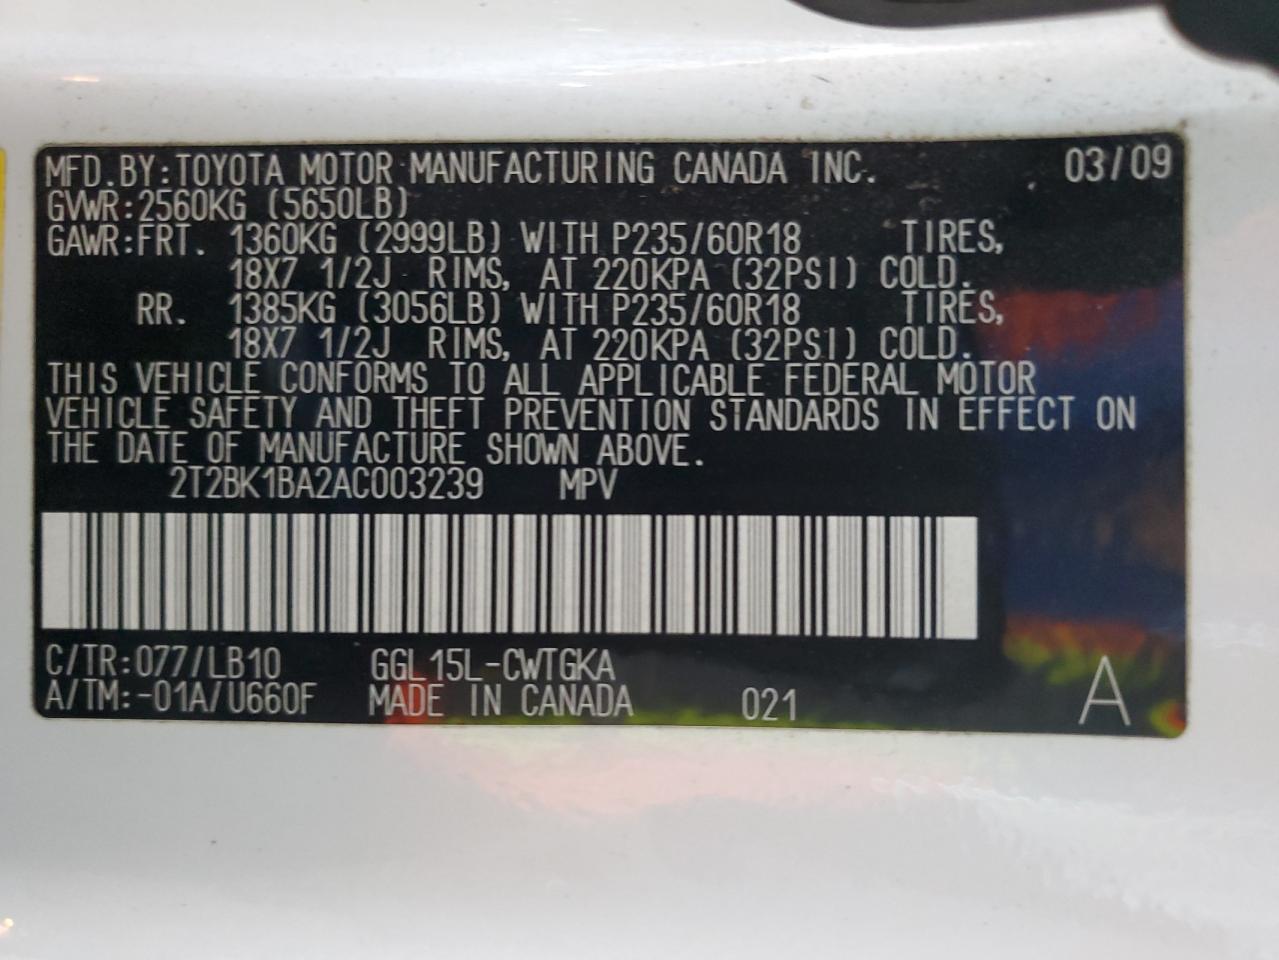 MFD.BY:TOYOTA MOTOR MANUFACTURING CANADA INC. 03/09
GVWR:2560KG (5650LB)
GAWR:FRT. 1360KG (2999LB) WITH P235/60R18 TIRES,
18X7 1/2J RIMS, AT 220KPA (32PSI) COLD.
RR. 1385KG (3056LB) WITH P235/60R18 TIRES,
18X7 1/2J RIMS, AT 220KPA (32PSI) COLD.
THIS VEHICLE CONFORMS TO ALL APPLICABLE FEDERAL MOTOR
VEHICLE SAFETY AND THEFT PREVENTION STANDARDS IN EFFECT ON
THE DATE OF MANUFACTURE SHOWN ABOVE.
2T2BK1BA2AC003239 MPV
C/TR:077/LB10 GGL15L-CWTGKA
A/TM:-01A/U660F MADE IN CANADA 021 A